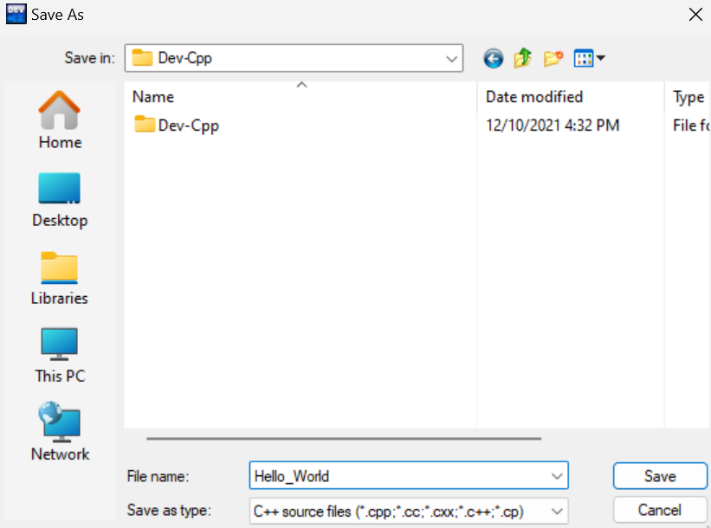 Save As
Save in: Dev-Cpp
Name Date modified Type
Dev-Cpp 12/10/2021 4:32 PM File fo
Home
Desktop
Libraries
This PC
Network
File name: Hello_World Save
Save as type: C++ source files (*.cpp;*.cc;*.cxx;*.c++;*.cp) Cancel